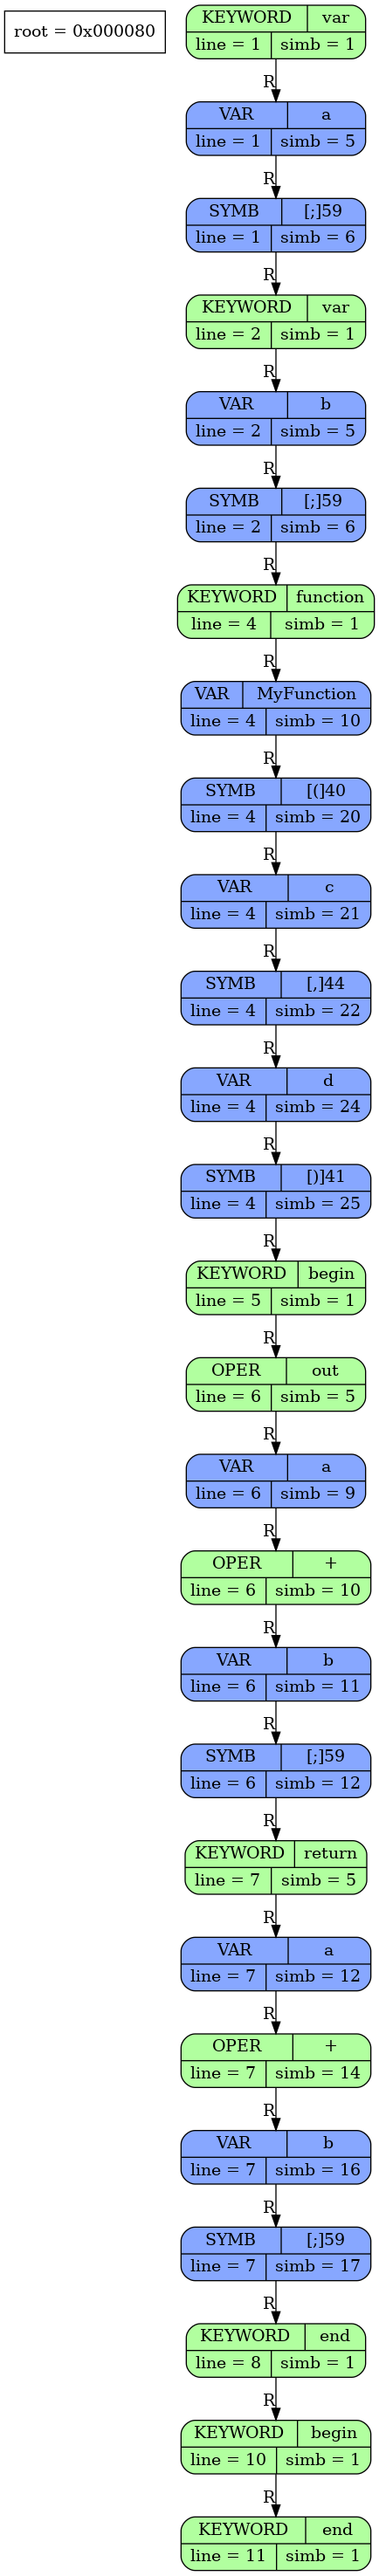 root = 0x000080
KEYWORD var
line = 1 simb = 1
R
VAR a
line = 1 simb = 5
R
SYMB [;]59
line = 1 simb = 6
R
KEYWORD var
line = 2 simb = 1
R
VAR b
line = 2 simb = 5
R
SYMB [;]59
line = 2 simb = 6
R
KEYWORD function
line = 4 simb = 1
R
VAR MyFunction
line = 4 simb = 10
R
SYMB [(]40
line = 4 simb = 20
R
VAR c
line = 4 simb = 21
R
SYMB [,]44
line = 4 simb = 22
R
VAR d
line = 4 simb = 24
R
SYMB [)]41
line = 4 simb = 25
R
KEYWORD begin
line = 5 simb = 1
R
OPER out
line = 6 simb = 5
R
VAR a
line = 6 simb = 9
R
OPER +
line = 6 simb = 10
R
VAR b
line = 6 simb = 11
R
SYMB [;]59
line = 6 simb = 12
R
KEYWORD return
line = 7 simb = 5
R
VAR a
line = 7 simb = 12
R
OPER +
line = 7 simb = 14
R
VAR b
line = 7 simb = 16
R
SYMB [;]59
line = 7 simb = 17
R
KEYWORD end
line = 8 simb = 1
R
KEYWORD begin
line = 10 simb = 1
R
KEYWORD end
line = 11 simb = 1